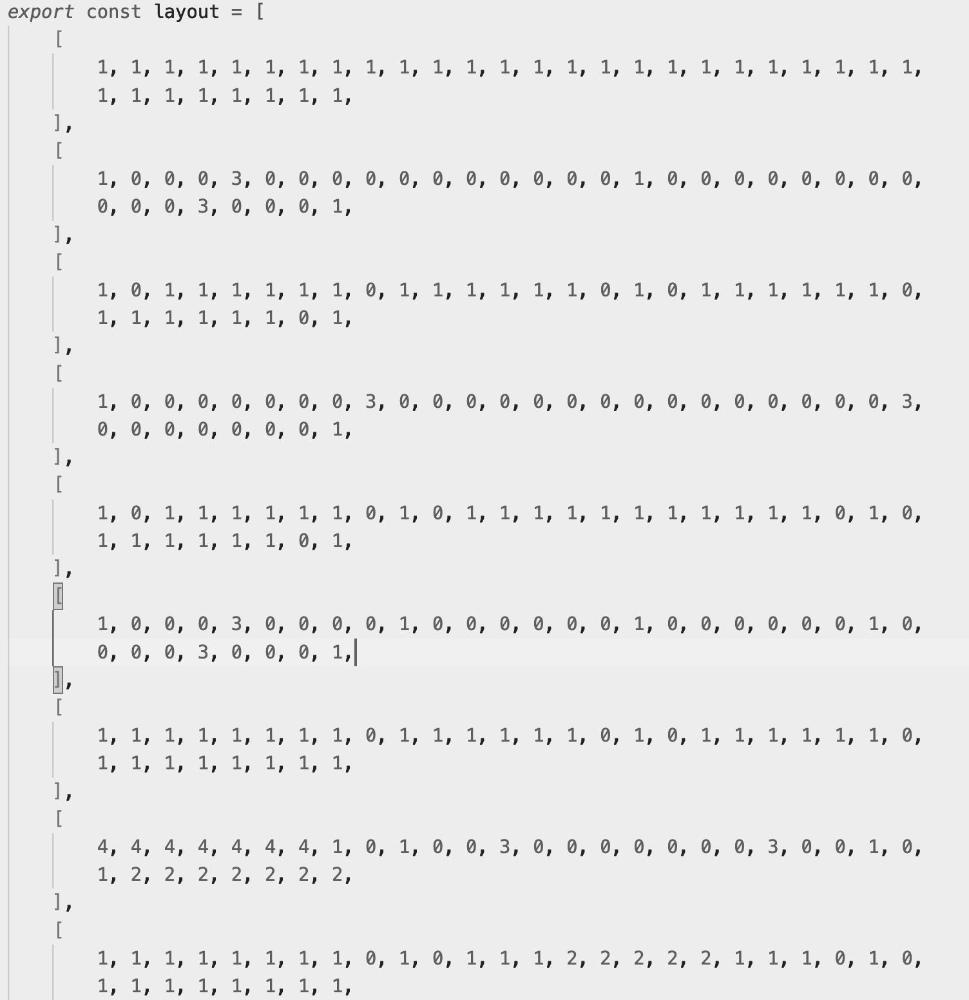 export const layout = [
[
1, 1, 1, 1, 1, 1, 1, 1, 1, 1, 1, 1, 1, 1, 1, 1, 1, 1, 1, 1, 1, 1, 1, 1, 1,
1, 1, 1, 1, 1, 1, 1, 1,
],
[
1, 0, 0, 0, 3, 0, 0, 0, 0, 0, 0, 0, 0, 0, 0, 0, 1, 0, 0, 0, 0, 0, 0, 0, 0,
0, 0, 0, 3, 0, 0, 0, 1,
],
[
1, 0, 1, 1, 1, 1, 1, 1, 0, 1, 1, 1, 1, 1, 1, 0, 1, 0, 1, 1, 1, 1, 1, 1, 0,
1, 1, 1, 1, 1, 1, 0, 1,
],
[
1, 0, 0, 0, 0, 0, 0, 0, 3, 0, 0, 0, 0, 0, 0, 0, 0, 0, 0, 0, 0, 0, 0, 0, 3,
0, 0, 0, 0, 0, 0, 0, 1,
],
[
1, 0, 1, 1, 1, 1, 1, 1, 0, 1, 0, 1, 1, 1, 1, 1, 1, 1, 1, 1, 1, 1, 0, 1, 0,
1, 1, 1, 1, 1, 1, 0, 1,
],
[
1, 0, 0, 0, 3, 0, 0, 0, 0, 1, 0, 0, 0, 0, 0, 0, 1, 0, 0, 0, 0, 0, 0, 1, 0,
0, 0, 0, 3, 0, 0, 0, 1,
],
[
1, 1, 1, 1, 1, 1, 1, 1, 0, 1, 1, 1, 1, 1, 1, 0, 1, 0, 1, 1, 1, 1, 1, 1, 0,
1, 1, 1, 1, 1, 1, 1, 1,
],
[
4, 4, 4, 4, 4, 4, 4, 1, 0, 1, 0, 0, 3, 0, 0, 0, 0, 0, 0, 0, 3, 0, 0, 1, 0,
1, 2, 2, 2, 2, 2, 2, 2,
],
[
1, 1, 1, 1, 1, 1, 1, 1, 0, 1, 0, 1, 1, 1, 2, 2, 2, 2, 2, 1, 1, 1, 0, 1, 0,
1, 1, 1, 1, 1, 1, 1, 1,